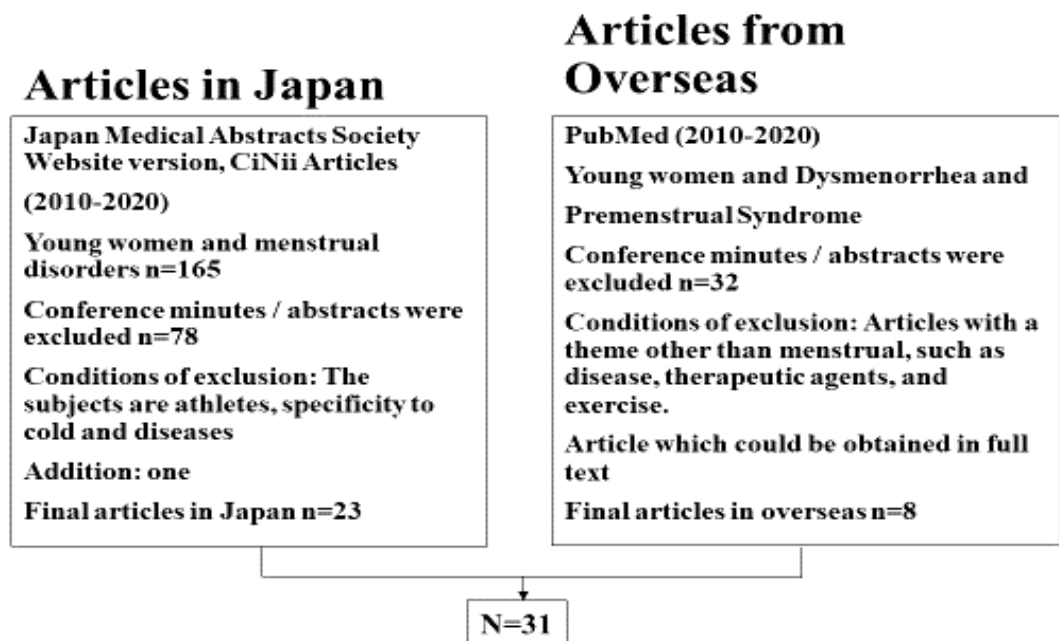 Articles in Japan
Japan Medical Abstracts Society
Website version, CiNii Articles
(2010-2020)
Young women and menstrual
disorders n=165
Conference minutes / abstracts were
excluded n=78
Conditions of exclusion: The
subjects are athletes, specificity to
cold and diseases
Addition: one
Final articles in Japan n=23
Articles from
Overseas
PubMed (2010-2020)
Young women and Dysmenorrhea and
Premenstrual Syndrome
Conference minutes / abstracts were
excluded n=32
Conditions of exclusion: Articles with a
theme other than menstrual, such as
disease, therapeutic agents, and
exercise.
Article which could be obtained in full
text
Final articles in overseas n=8
N=31